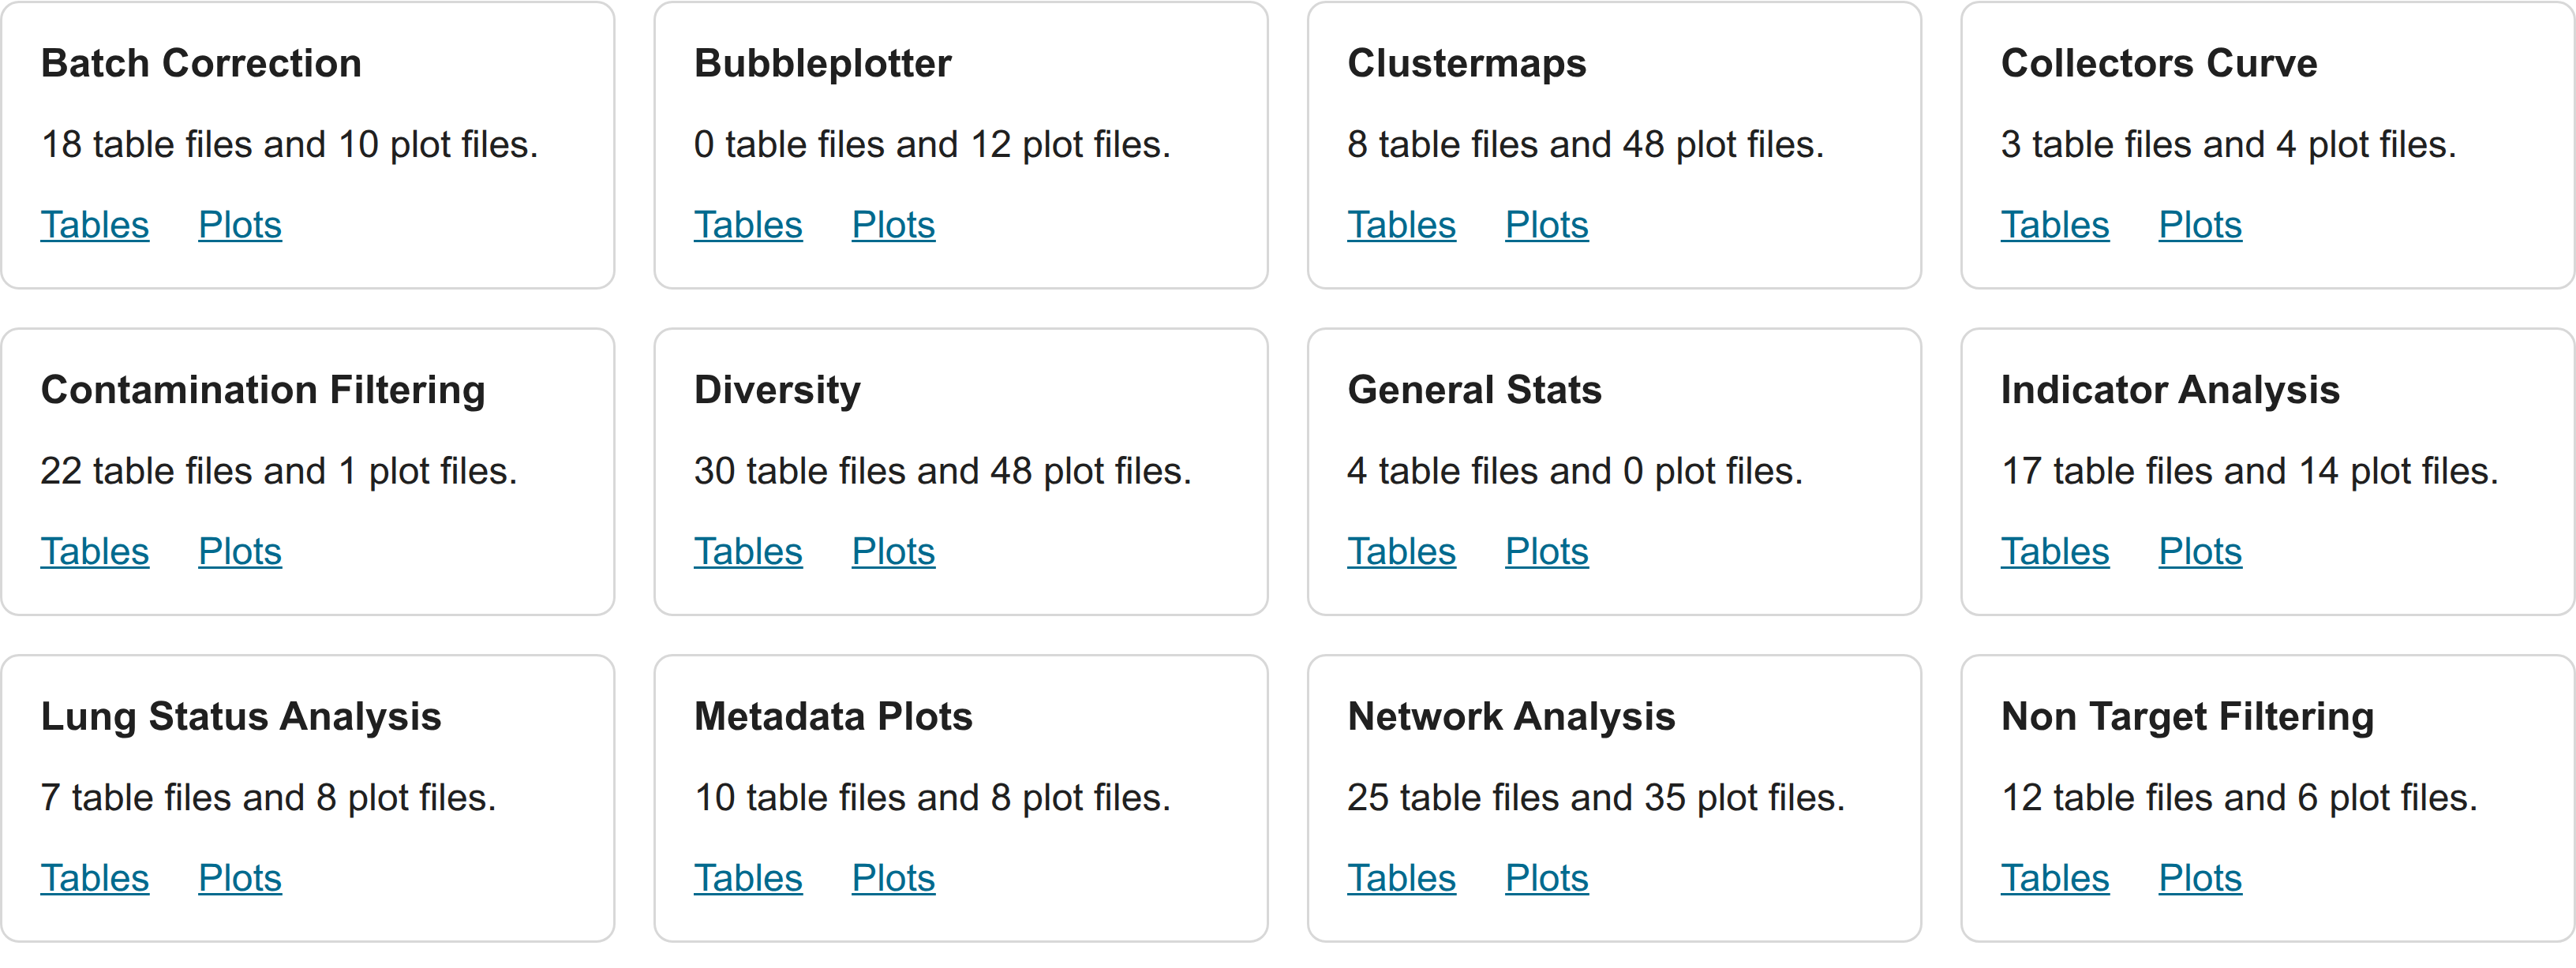 Batch Correction
18 table files and 10 plot files.
Tables Plots
Bubbleplotter
0 table files and 12 plot files.
Tables Plots
Clustermaps
8 table files and 48 plot files.
Tables Plots
Collectors Curve
3 table files and 4 plot files.
Tables Plots
Contamination Filtering
22 table files and 1 plot files.
Tables Plots
Diversity
30 table files and 48 plot files.
Tables Plots
General Stats
4 table files and 0 plot files.
Tables Plots
Indicator Analysis
17 table files and 14 plot files.
Tables Plots
Lung Status Analysis
7 table files and 8 plot files.
Tables Plots
Metadata Plots
10 table files and 8 plot files.
Tables Plots
Network Analysis
25 table files and 35 plot files.
Tables Plots
Non Target Filtering
12 table files and 6 plot files.
Tables Plots